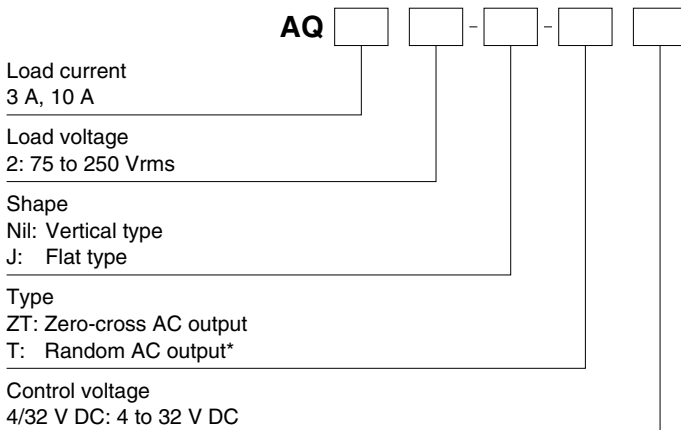 AQ - -
Load current
3 A, 10 A
Load voltage
2: 75 to 250 Vrms
Shape
Nil: Vertical type
J: Flat type
Type
ZT: Zero-cross AC output
T: Random AC output*
Control voltage
4/32 V DC: 4 to 32 V DC